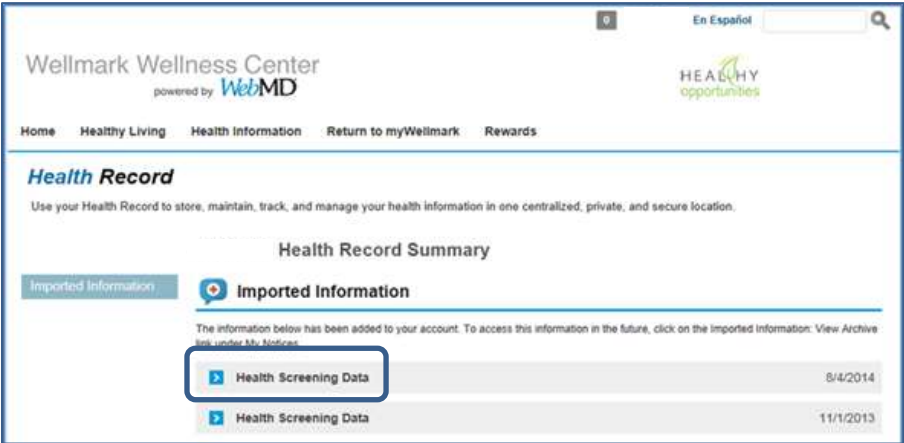 0
En Español
Wellmark Wellness Center
powered by WebMD
HEALTHY
opportunities
Home Healthy Living Health Information Return to myWellmark Rewards
Health Record
Use your Health Record to store, maintain, track, and manage your health information in one centralized, private, and secure location.
Health Record Summary
Imported Information
Imported Information
The information below has been added to your account. To access this information in the future, click on the Imported Information: View Archive
link under My Notices
Health Screening Data 8/4/2014
Health Screening Data 11/1/2013